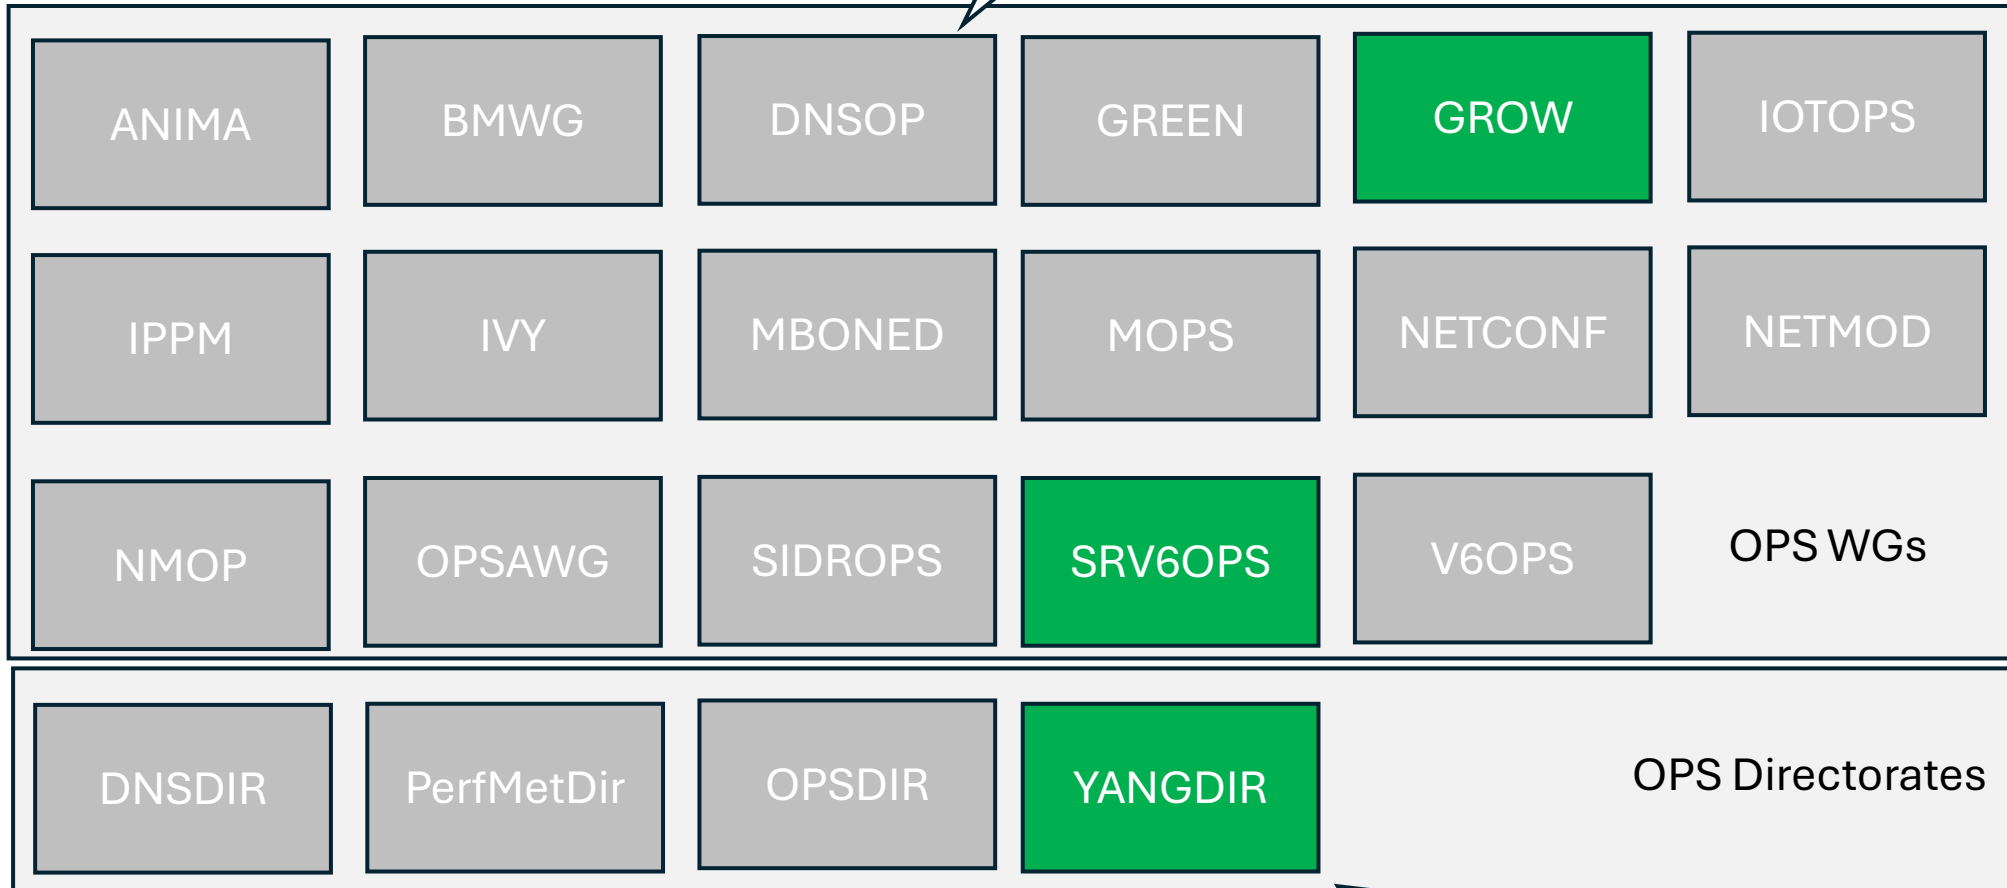 ANIMA
BMWG
DNSOP
GREEN
GROW
IOTOPS
IPPM
IVY
MBONED
MOPS
NETCONF
NETMOD
NMOP
OPSAWG
SIDROPS
SRV6OPS
V6OPS
OPS WGs
DNSDIR
PerfMetDir
OPSDIR
YANGDIR
OPS Directorates